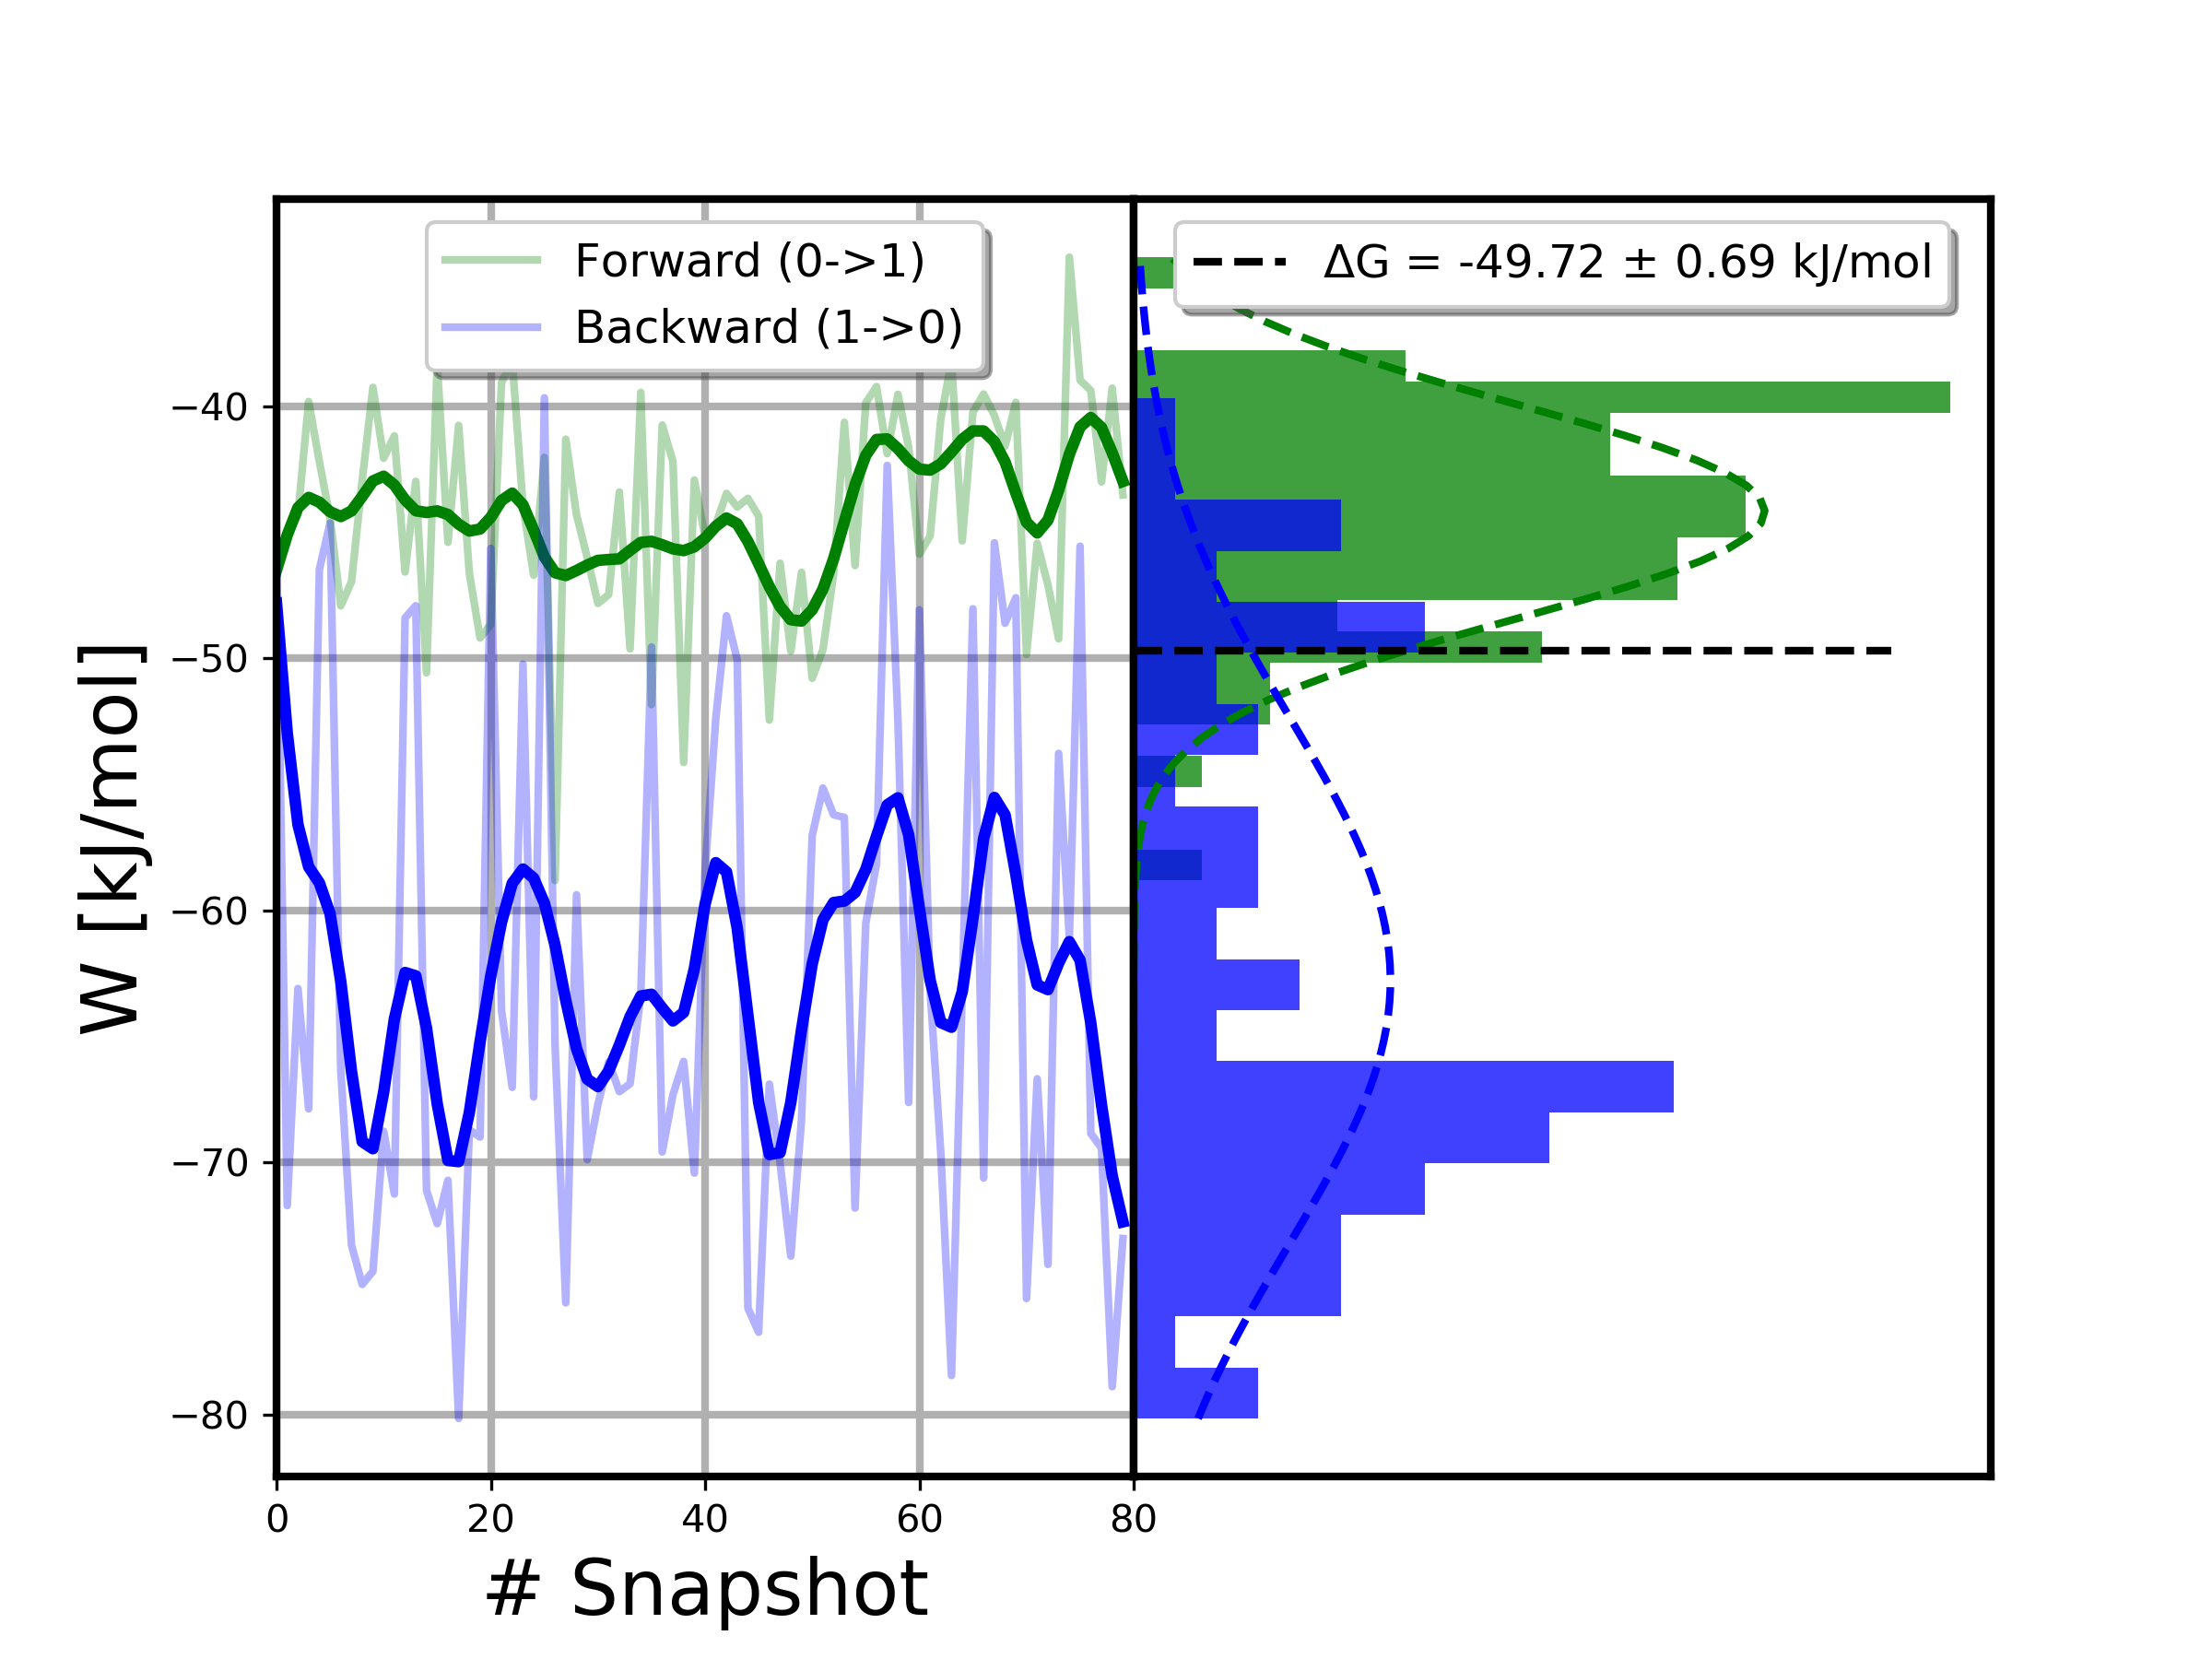 Forward (0->1)
Backward (1->0)
ΔG = -49.72 ± 0.69 kJ/mol
−40
−50
−60
−70
−80
W [kJ/mol]
0 20 40 60 80
# Snapshot